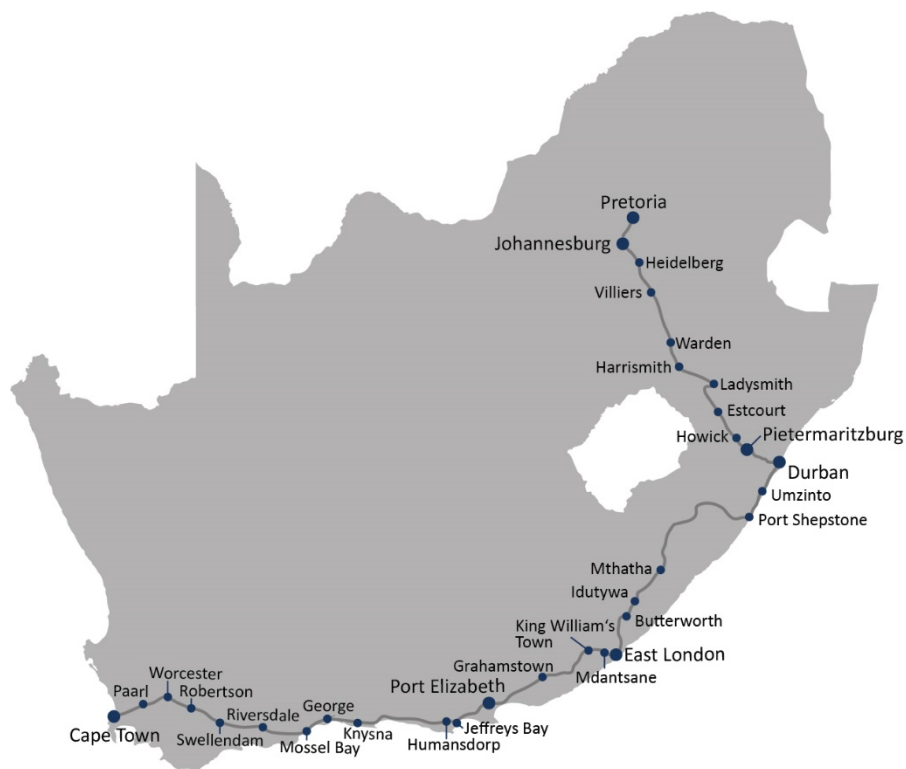 Pretoria
Johannesburg
Heidelberg
Villiers
Warden
Harrismith
Ladysmith
Estcourt
Howick
Pietermaritzburg
Durban
Umzinto
Port Shepstone
Mthatha
Idutywa
Butterworth
King William‘s
Town
East London
Mdantsane
Grahamstown
Port Elizabeth
Jeffreys Bay
Humansdorp
Knysna
George
Mossel Bay
Riversdale
Swellendam
Robertson
Worcester
Paarl
Cape Town